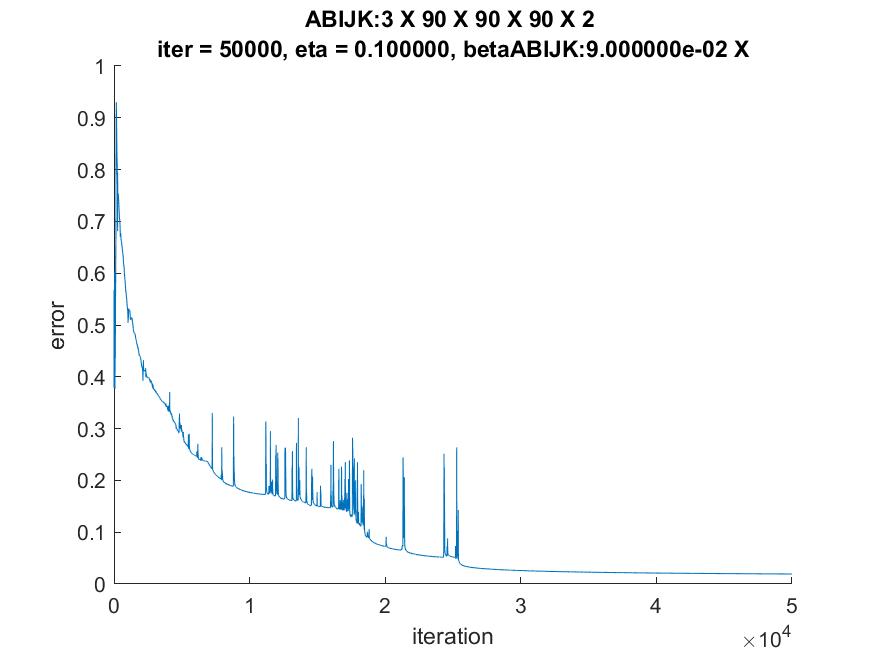 ABIJK:3 X 90 X 90 X 90 X 2
iter = 50000, eta = 0.100000, betaABIJK:9.000000e-02 X
1
0.9
0.8
0.7
0.6
0.5
0.4
0.3
0.2
0.1
0
error
0 1 2 3 4 5
iteration
×10⁴